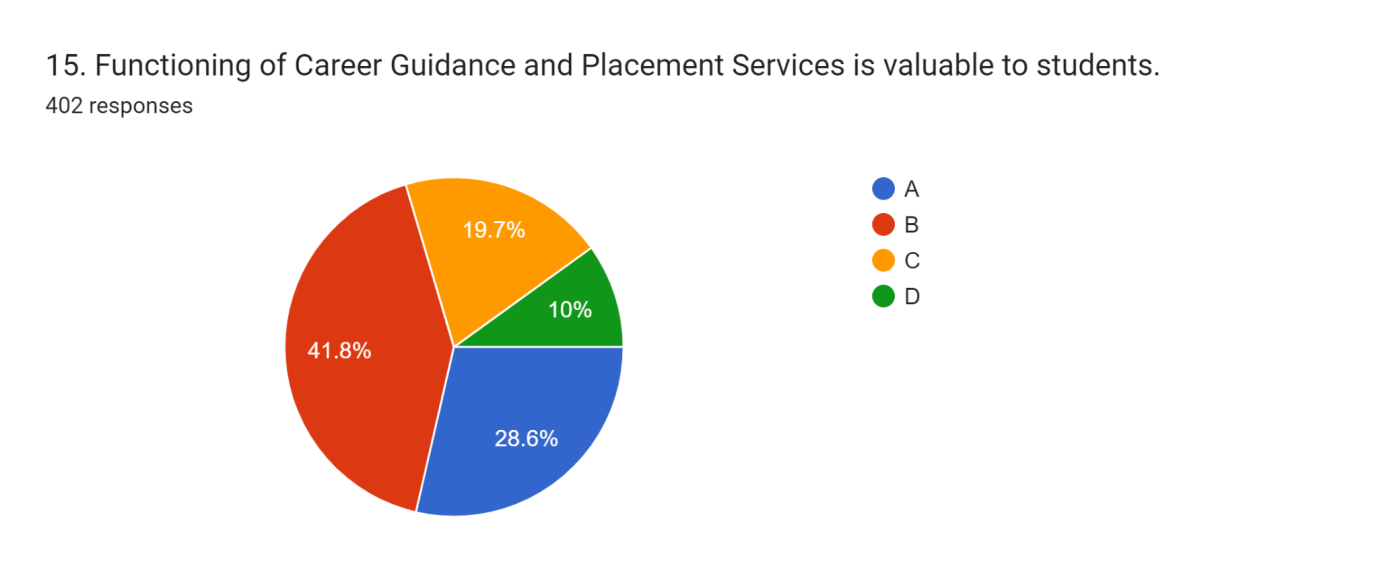 15. Functioning of Career Guidance and Placement Services is valuable to students.
402 responses
A
B
C
D
19.7%
10%
41.8%
28.6%